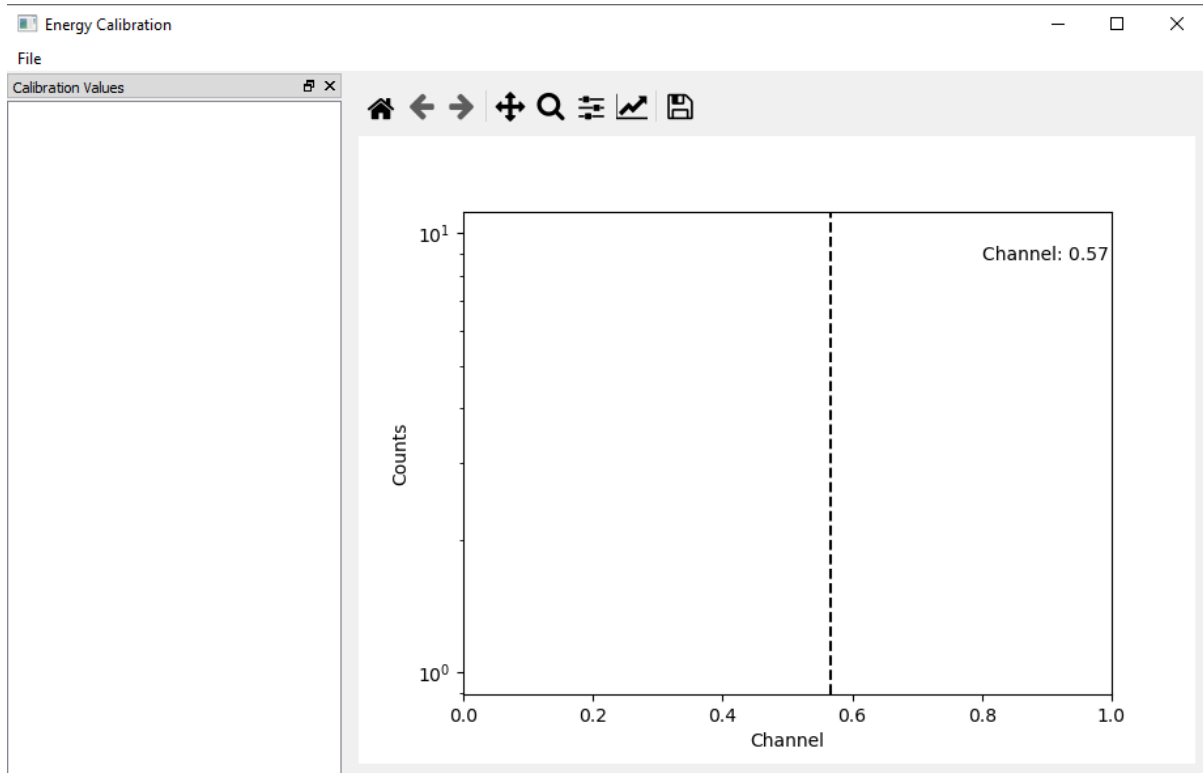 Energy Calibration
File
Calibration Values
10¹
Channel: 0.57
Counts
10⁰
0.0 0.2 0.4 0.6 0.8 1.0
Channel